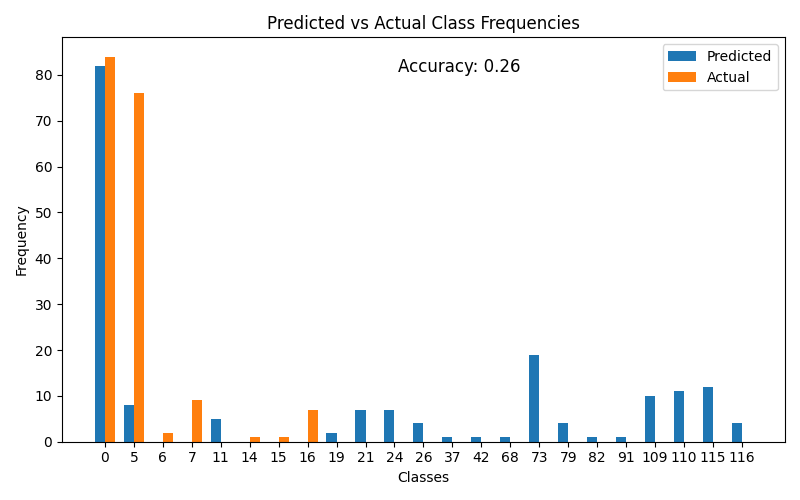 Predicted vs Actual Class Frequencies
Accuracy: 0.26
Predicted
Actual
Frequency
80
70
60
50
40
30
20
10
0
0 5 6 7 11 14 15 16 19 21 24 26 37 42 68 73 79 82 91 109 110 115 116
Classes